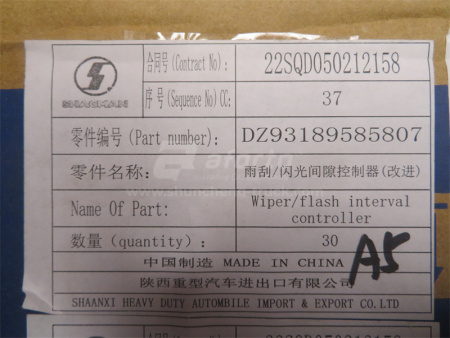 合同号(Contract No): 22SQD050212158
SHAANXI
序号(Sequence No)CC: 37
零件编号(Part number): DZ93189585807
零件名称: 雨刮/闪光间隙控制器(改进)
Name Of Part: Wiper/flash interval controller
数量(quantity): 30
A5
中国制造 MADE IN CHINA
陕西重型汽车进出口有限公司
SHAANXI HEAVY DUTY AUTOMBILE IMPORT & EXPORT CO.LTD